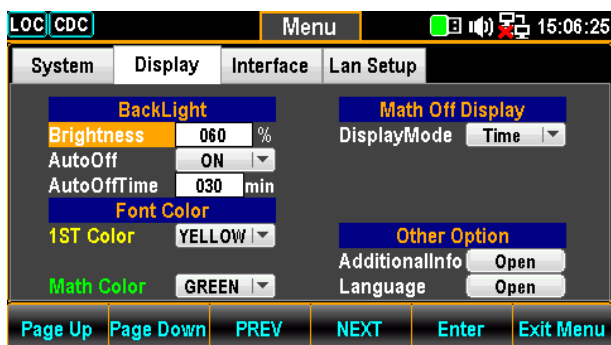 LOC CDC Menu 15:06:25
System Display Interface Lan Setup
BackLight
Brightness 060 %
AutoOff ON
AutoOffTime 030 min
Font Color
1ST Color YELLOW
Math Color GREEN
Math Off Display
DisplayMode Time
Other Option
AdditionalInfo Open
Language Open
Page Up Page Down PREV NEXT Enter Exit Menu